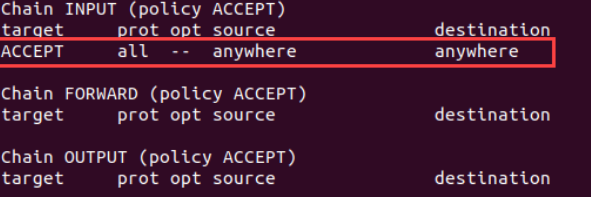 Chain INPUT (policy ACCEPT)
target     prot opt source               destination
ACCEPT     all  --  anywhere             anywhere
Chain FORWARD (policy ACCEPT)
target     prot opt source               destination
Chain OUTPUT (policy ACCEPT)
target     prot opt source               destination